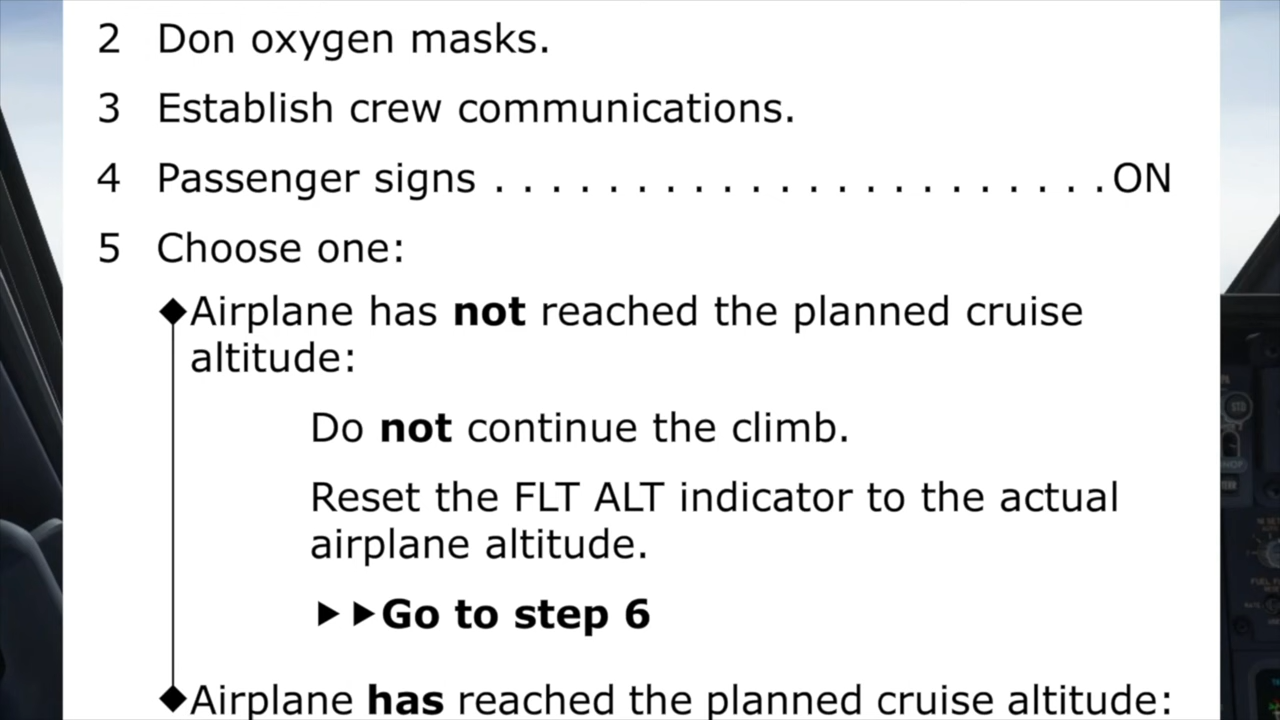 2 Don oxygen masks.
3 Establish crew communications.
4 Passenger signs . . . . . . . . . . . . . . . . . . . . . . ON
5 Choose one:
◆Airplane has not reached the planned cruise
altitude:
Do not continue the climb.
Reset the FLT ALT indicator to the actual
airplane altitude.
▶▶Go to step 6
◆Airplane has reached the planned cruise altitude: